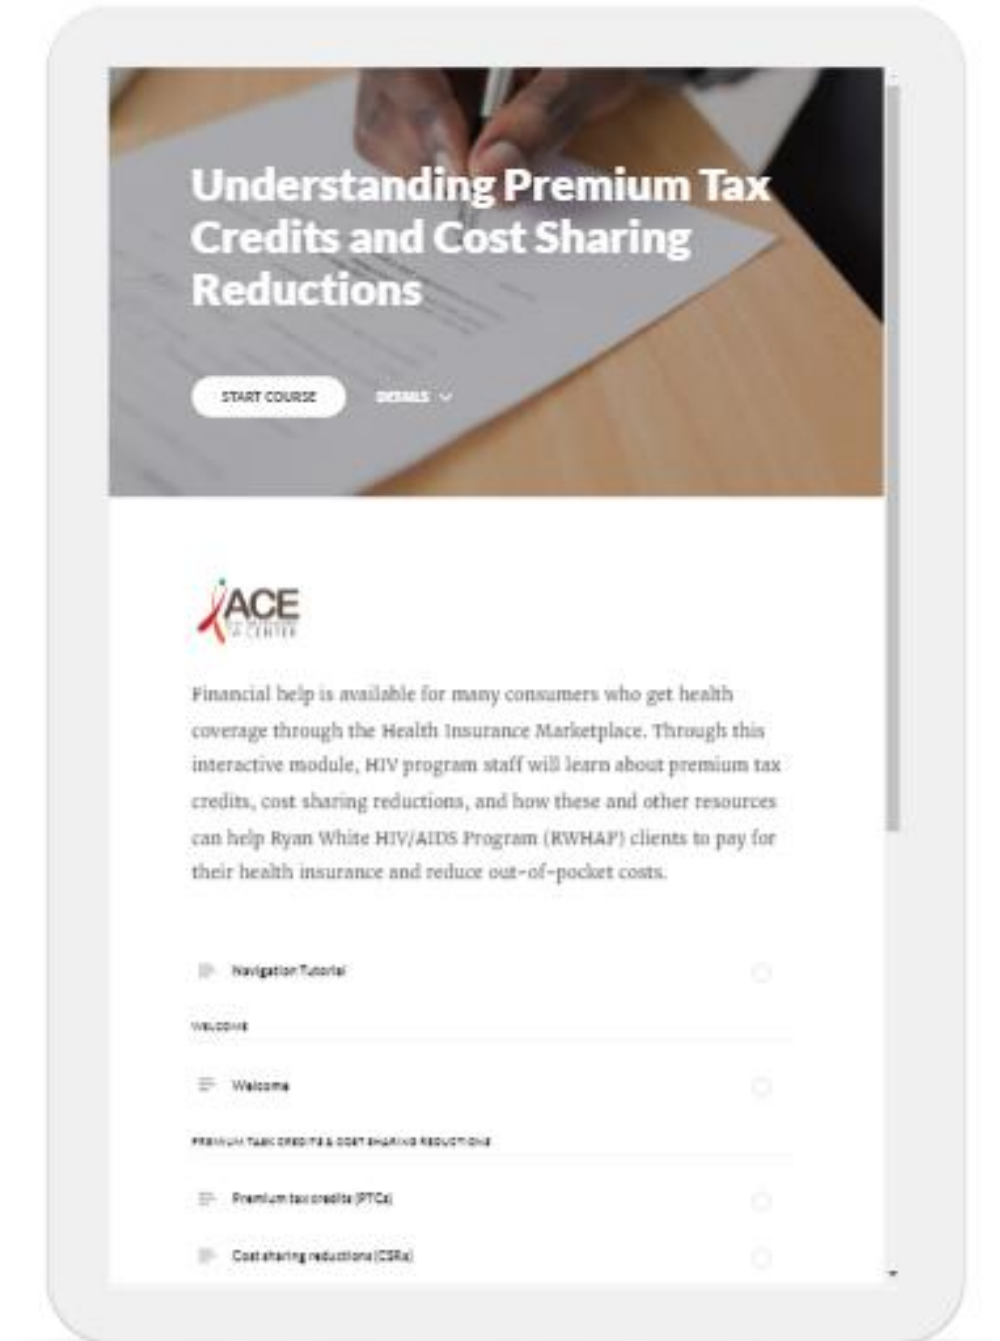 Understanding Premium Tax
Credits and Cost Sharing
Reductions
START COURSE
DETAILS
ACE
TA CENTER
Financial help is available for many consumers who get health
coverage through the Health Insurance Marketplace. Through this
interactive module, HIV program staff will learn about premium tax
credits, cost sharing reductions, and how these and other resources
can help Ryan White HIV/AIDS Program (RWHAP) clients to pay for
their health insurance and reduce out-of-pocket costs.
Navigation Tutorial
WELCOME
Welcome
PREMIUM TAX CREDITS & COST SHARING REDUCTIONS
Premium tax credits (PTCs)
Cost sharing reductions (CSRs)